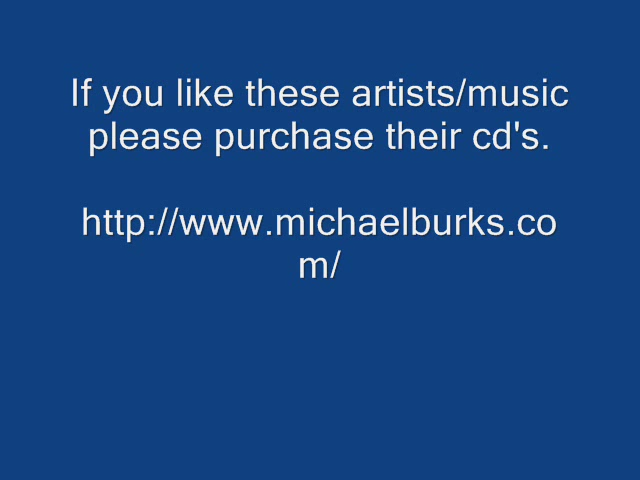 If you like these artists/music
please purchase their cd's.
http://www.michaelburks.co
m/